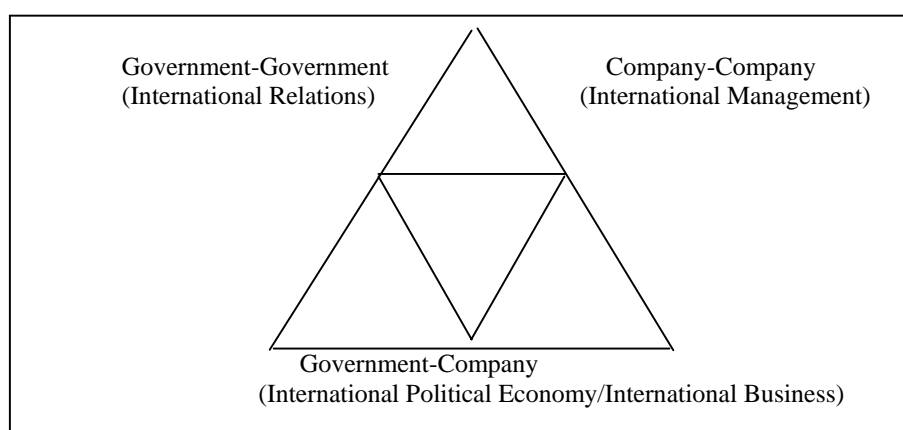 Government-Government
(International Relations)
Company-Company
(International Management)
Government-Company
(International Political Economy/International Business)